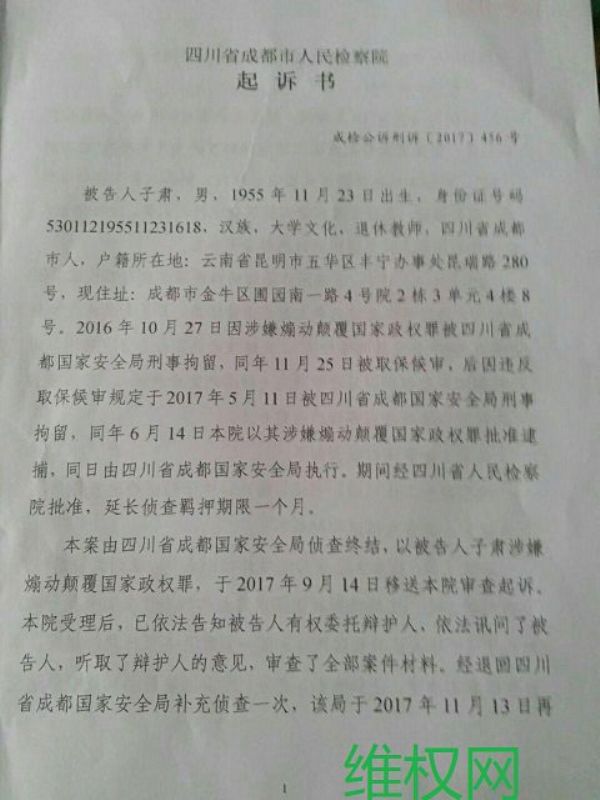 四川省成都市人民检察院
起诉书
成检公诉刑诉〔2017〕456号
被告人子肃，男，1955年11月23日出生，身份证号码
530112195511231618，汉族，大学文化，退休教师，四川省成都
市人，户籍所在地：云南省昆明市五华区丰宁办事处昆瑞路280
号，现住址：成都市金牛区圃园南一路4号院2栋3单元4楼8
号。2016年10月27日因涉嫌煽动颠覆国家政权罪被四川省成
都国家安全局刑事拘留，同年11月25日被取保候审，后因违反
取保候审规定于2017年5月11日被四川省成都国家安全局刑事
拘留，同年6月14日本院以其涉嫌煽动颠覆国家政权罪批准逮
捕，同日由四川省成都国家安全局执行。期间经四川省人民检察
院批准，延长侦查羁押期限一个月。
本案由四川省成都国家安全局侦查终结，以被告人子肃涉嫌
煽动颠覆国家政权罪，于2017年9月14日移送本院审查起诉。
本院受理后，已依法告知被告人有权委托辩护人，依法讯问了被
告人，听取了辩护人的意见，审查了全部案件材料。经退回四川
省成都国家安全局补充侦查一次，该局于2017年11月13日再
1
维权网